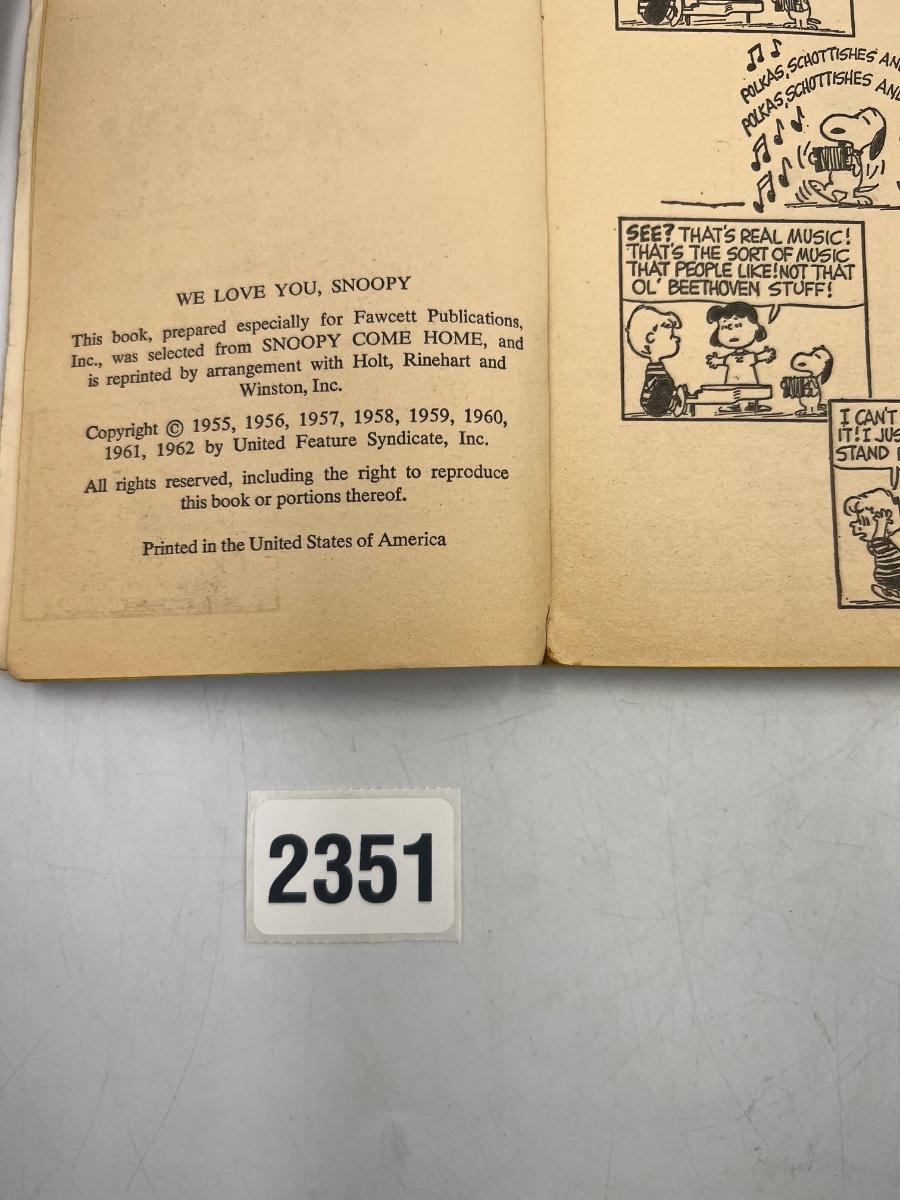 WE LOVE YOU, SNOOPY
This book, prepared especially for Fawcett Publications,
Inc., was selected from SNOOPY COME HOME, and
is reprinted by arrangement with Holt, Rinehart and
Winston, Inc.
Copyright © 1955, 1956, 1957, 1958, 1959, 1960,
1961, 1962 by United Feature Syndicate, Inc.
All rights reserved, including the right to reproduce
this book or portions thereof.
Printed in the United States of America
POLKAS, SCHOTTISHES AN
POLKAS, SCHOTTISHES AND
SEE? THAT'S REAL MUSIC!
THAT'S THE SORT OF MUSIC
THAT PEOPLE LIKE! NOT THAT
OL' BEETHOVEN STUFF!
I CAN'T
IT! I JUS
STAND
2351